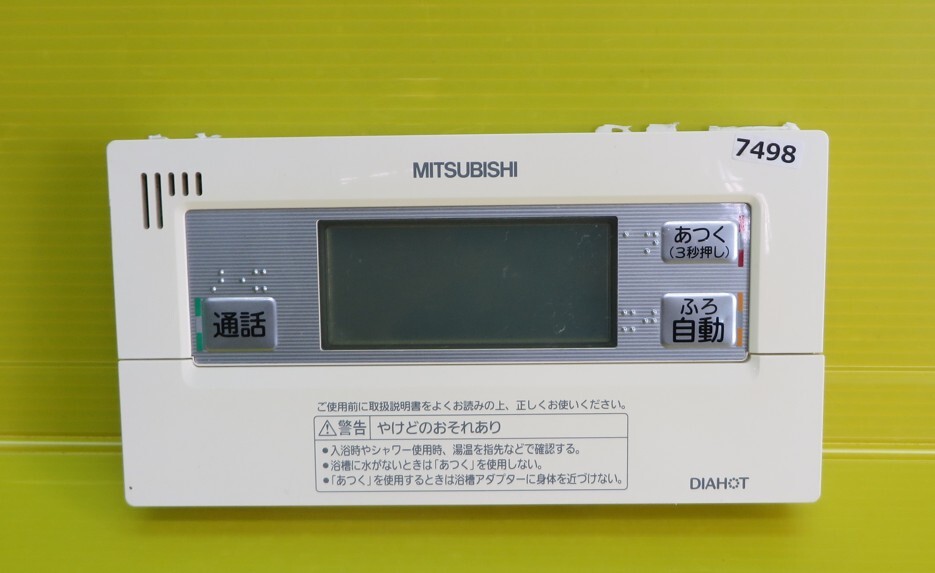 7498
MITSUBISHI
あつく
(3秒押し)
通話
ふろ
自動
ご使用前に取扱説明書をよくお読みの上、正しくお使いください。
⚠警告 やけどのおそれあり
●入浴時やシャワー使用時、湯温を指先などで確認する。
●浴槽に水がないときは「あつく」を使用しない。
●「あつく」を使用するときは浴槽アダプターに身体を近づけない。
DIAHOT